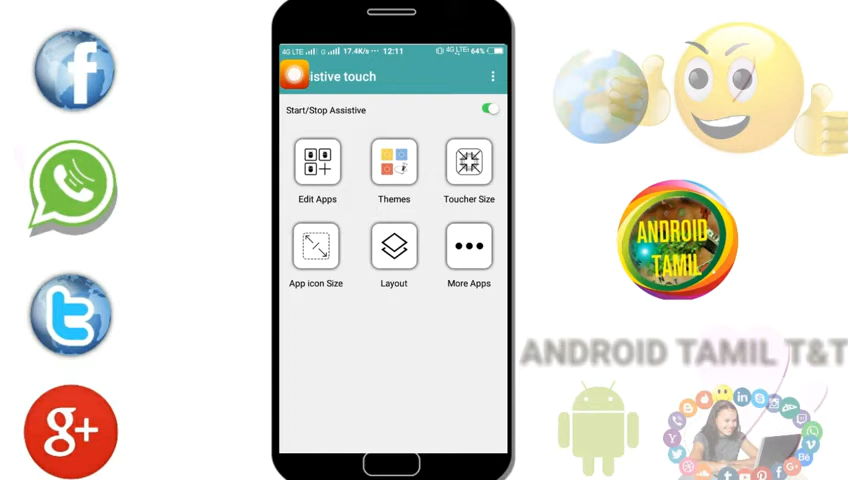 4G LTE 17.4K/s ··· 12:11 4G LTE 64%
istive touch
Start/Stop Assistive
Edit Apps
Themes
Toucher Size
App icon Size
Layout
More Apps
ANDROID
TAMIL
ANDROID TAMIL T&T